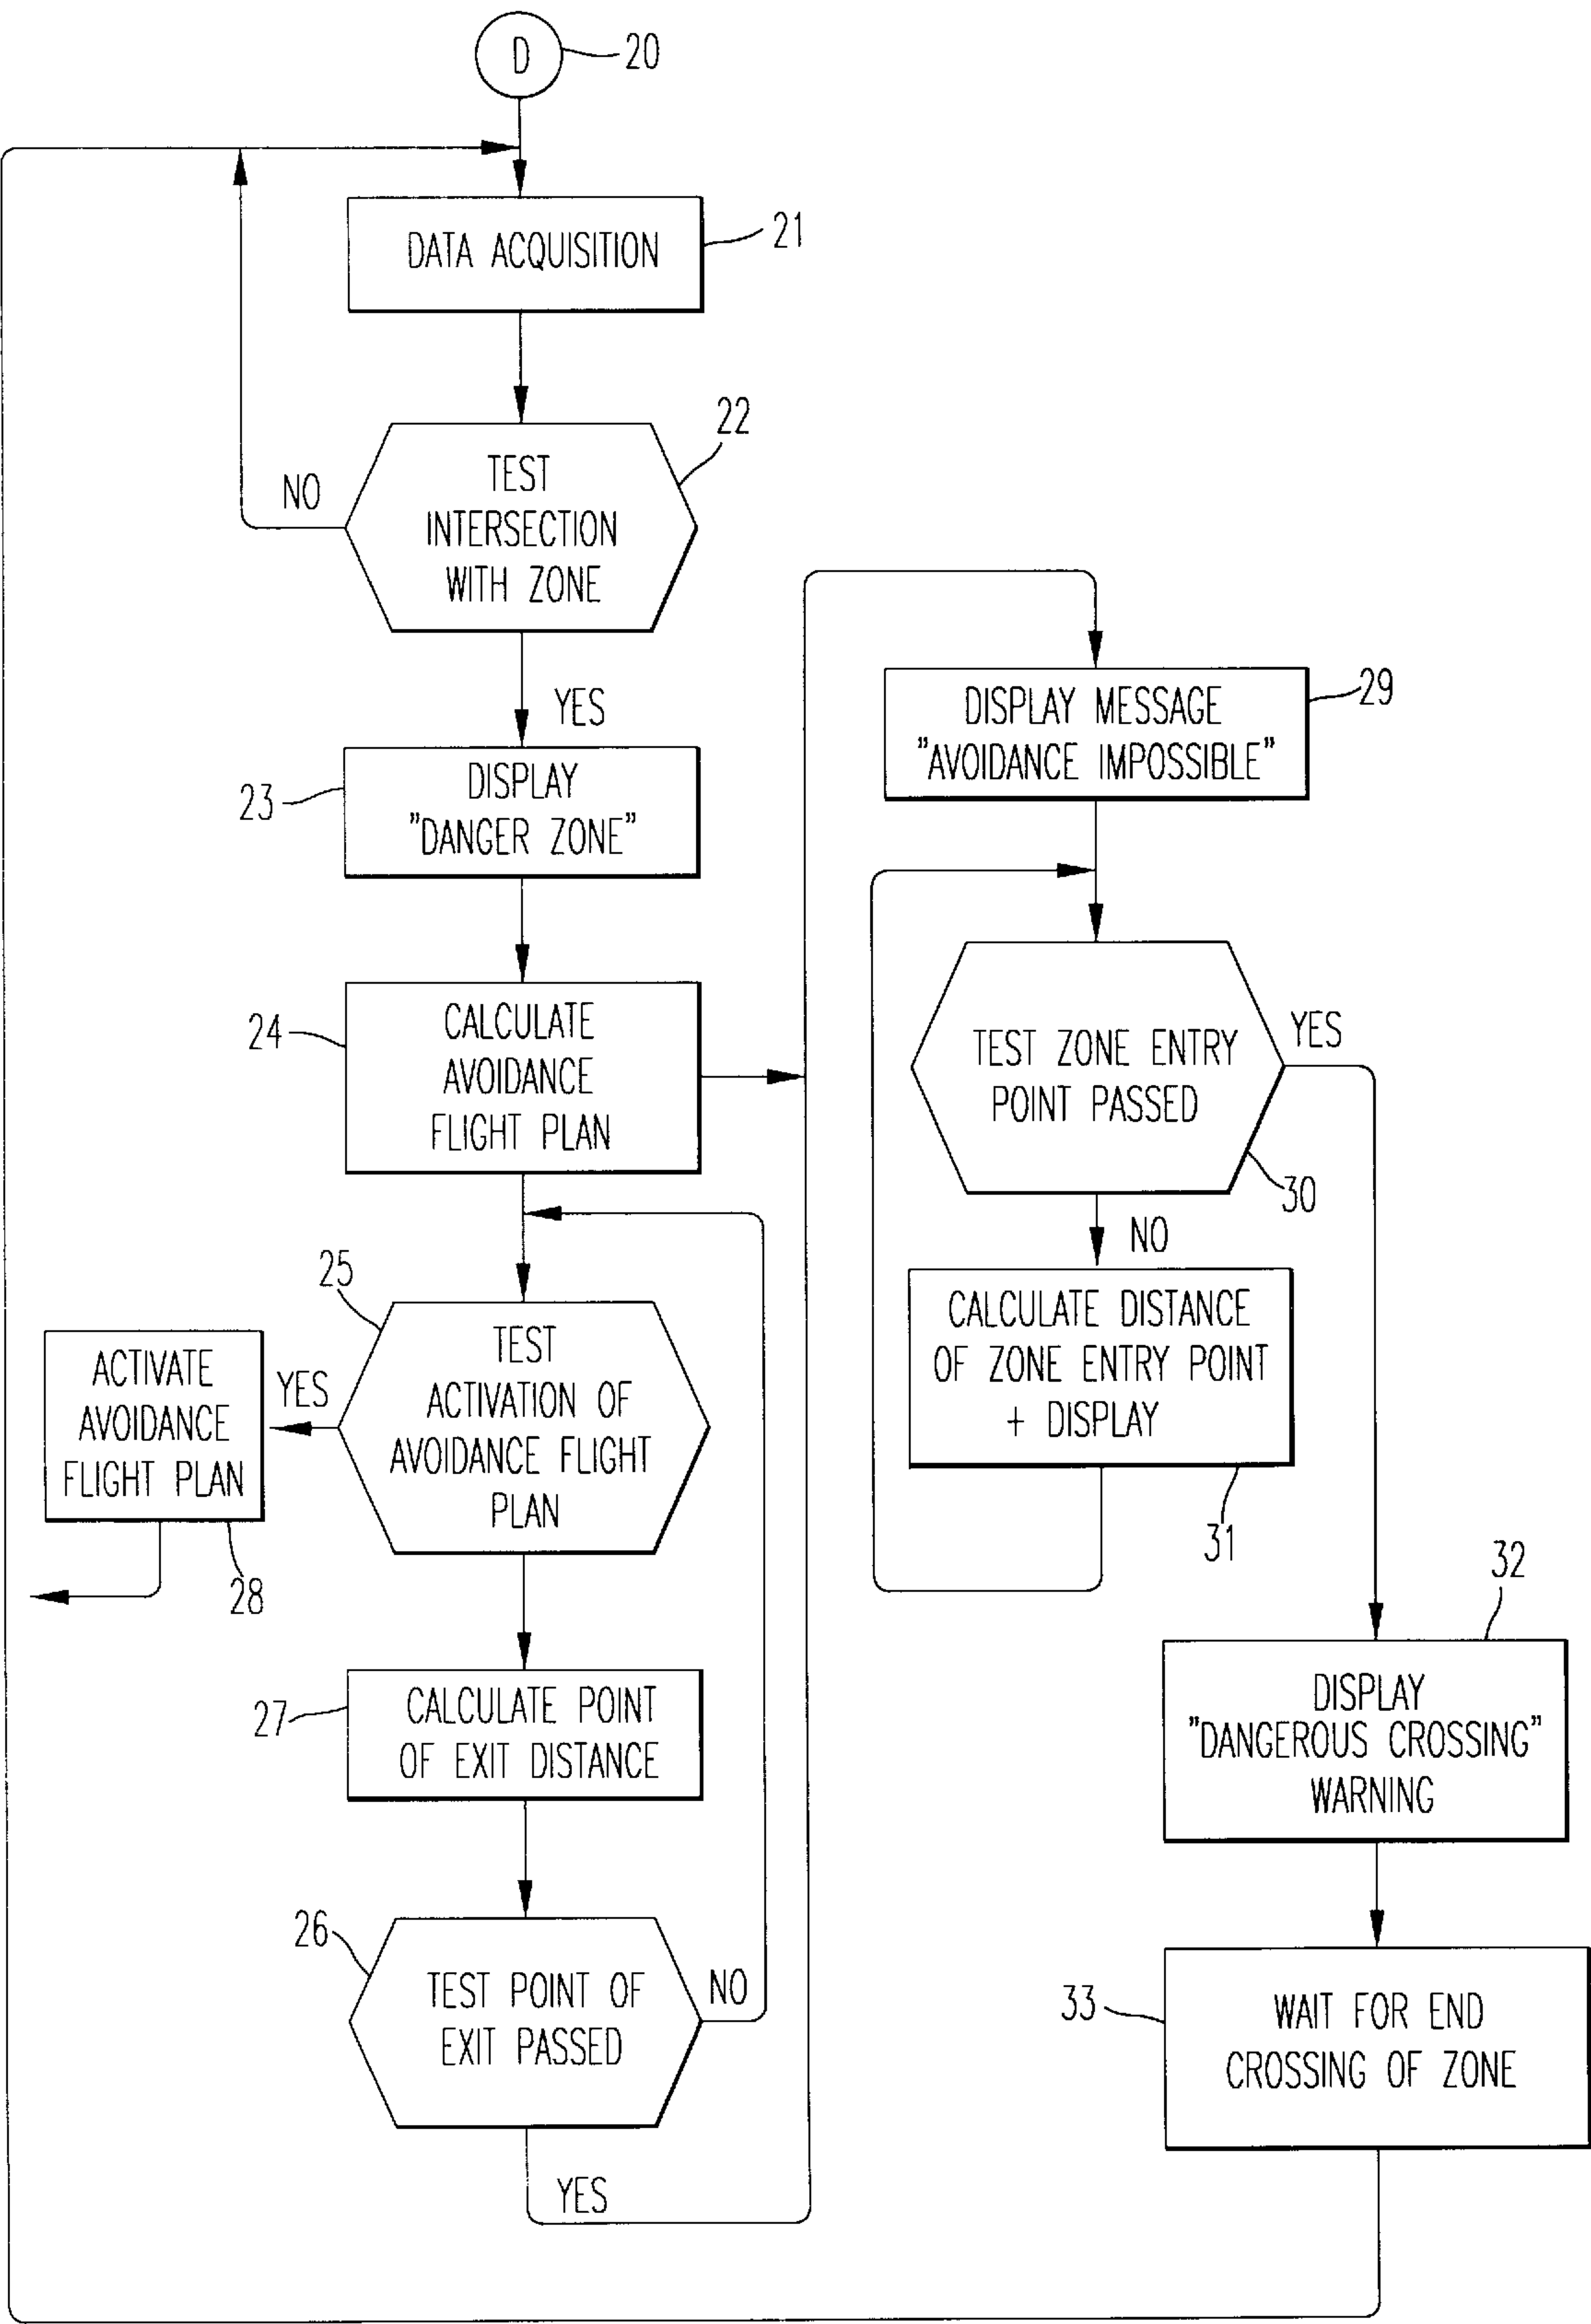 D
20
DATA ACQUISITION
21
22
TEST
INTERSECTION
WITH ZONE
NO
YES
23
DISPLAY
"DANGER ZONE"
24
CALCULATE
AVOIDANCE
FLIGHT PLAN
25
TEST
ACTIVATION OF
AVOIDANCE FLIGHT
PLAN
YES
ACTIVATE
AVOIDANCE
FLIGHT PLAN
28
27
CALCULATE POINT
OF EXIT DISTANCE
26
TEST POINT OF
EXIT PASSED
NO
YES
DISPLAY MESSAGE
"AVOIDANCE IMPOSSIBLE"
29
TEST ZONE ENTRY
POINT PASSED
YES
30
NO
CALCULATE DISTANCE
OF ZONE ENTRY POINT
+ DISPLAY
31
32
DISPLAY
"DANGEROUS CROSSING"
WARNING
33
WAIT FOR END
CROSSING OF ZONE